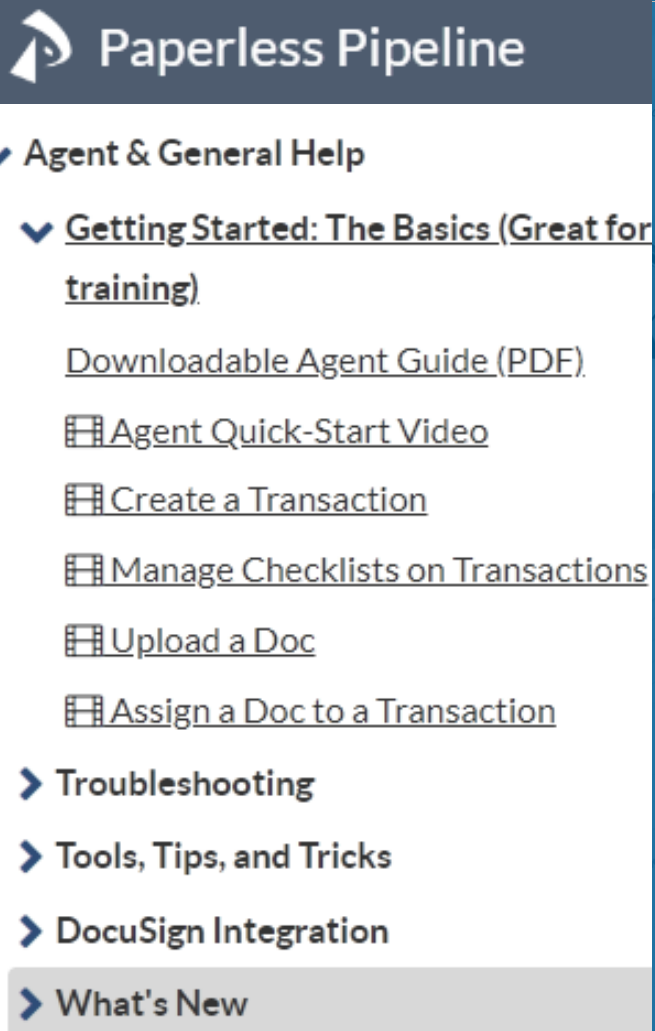 Paperless Pipeline
Agent & General Help
Getting Started: The Basics (Great for
training)
Downloadable Agent Guide (PDF)
Agent Quick-Start Video
Create a Transaction
Manage Checklists on Transactions
Upload a Doc
Assign a Doc to a Transaction
Troubleshooting
Tools, Tips, and Tricks
DocuSign Integration
What's New